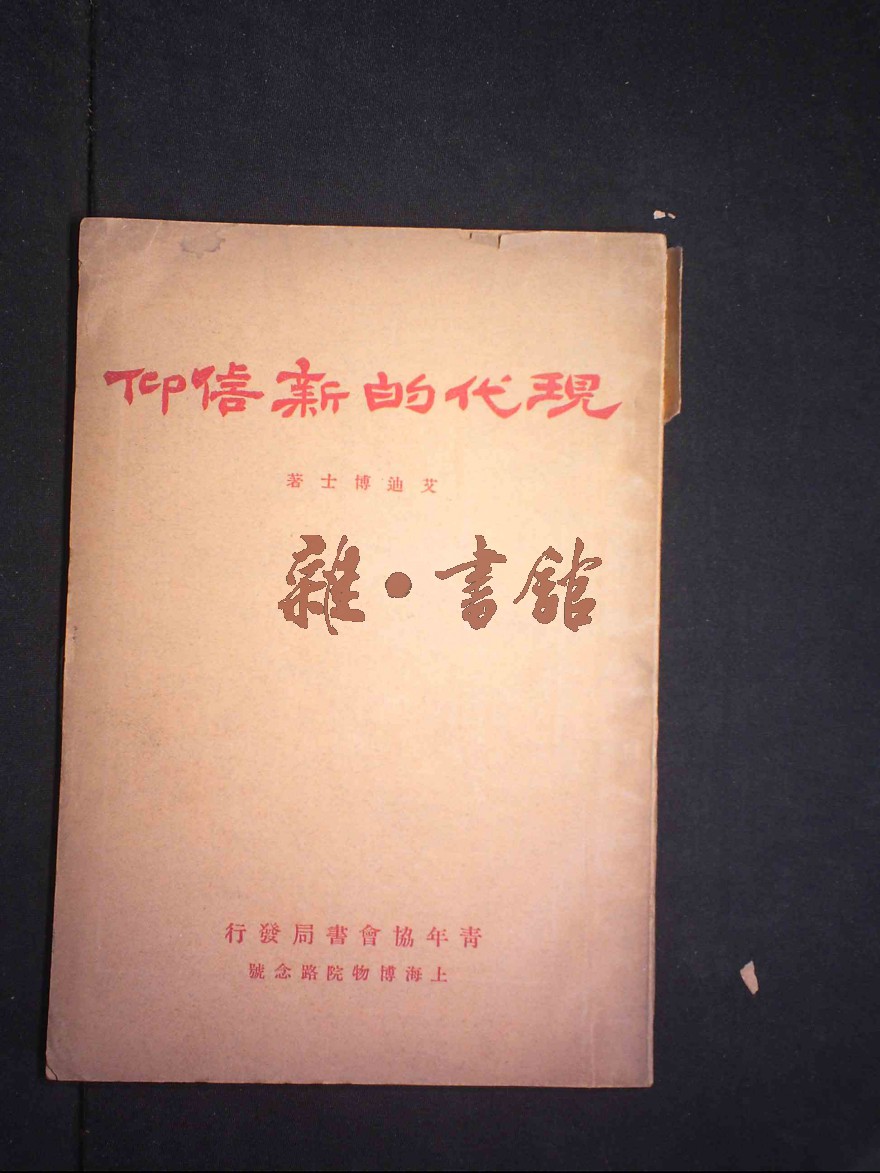 現代的新信仰
艾迪博士著
雜·書館
青年協會書局發行
上海博物院路念號